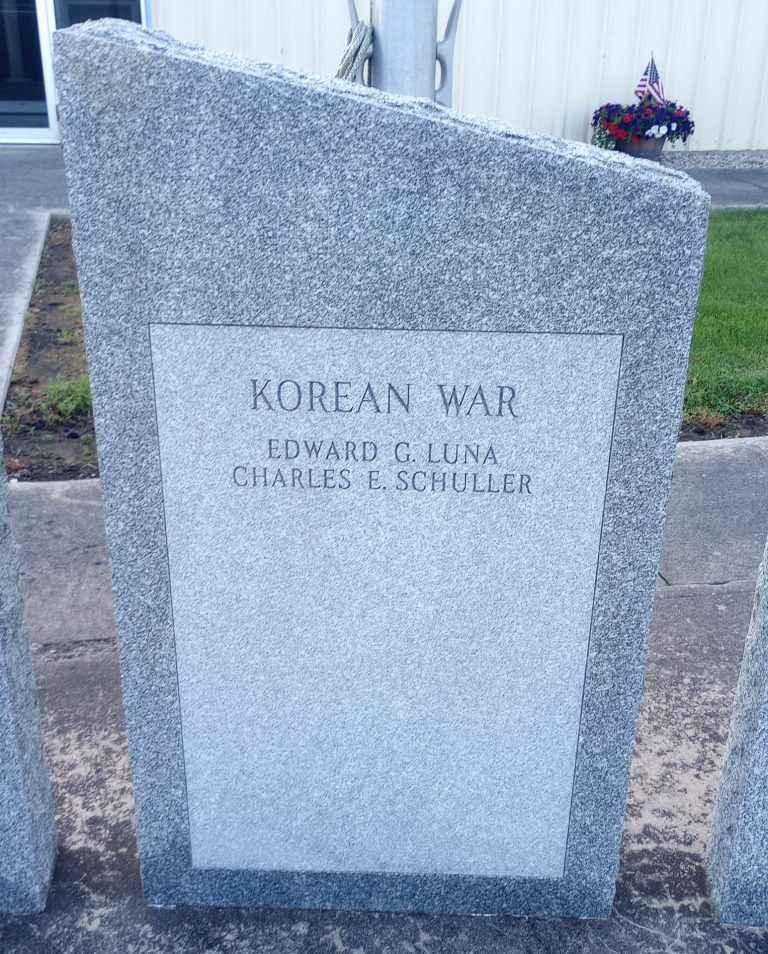 KOREAN WAR
EDWARD G. LUNA
CHARLES E. SCHULLER